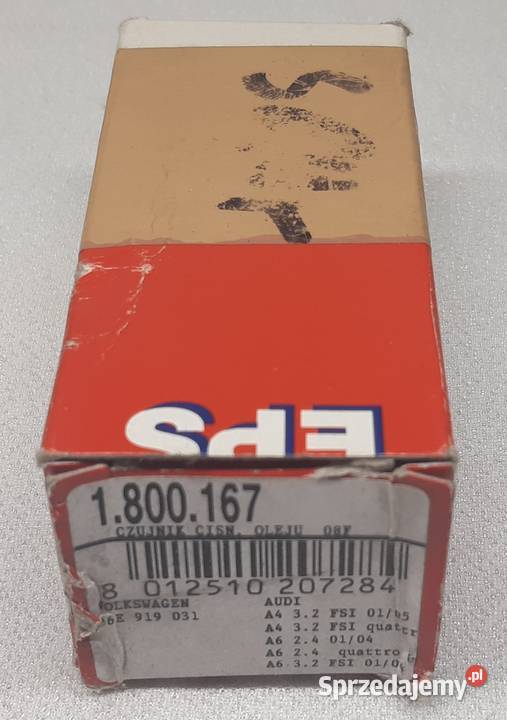 EPS
1.800.167
CZUJNIK CISN. OLEJU 08F
8 012510 207284
VOLKSWAGEN
06E 919 031
AUDI
A4 3.2 FSI 01/05
A4 3.2 FSI quattr
A6 2.4 01/04
A6 2.4 quattro
A6 3.2 FSI 01/0
Sprzedajemy.pl